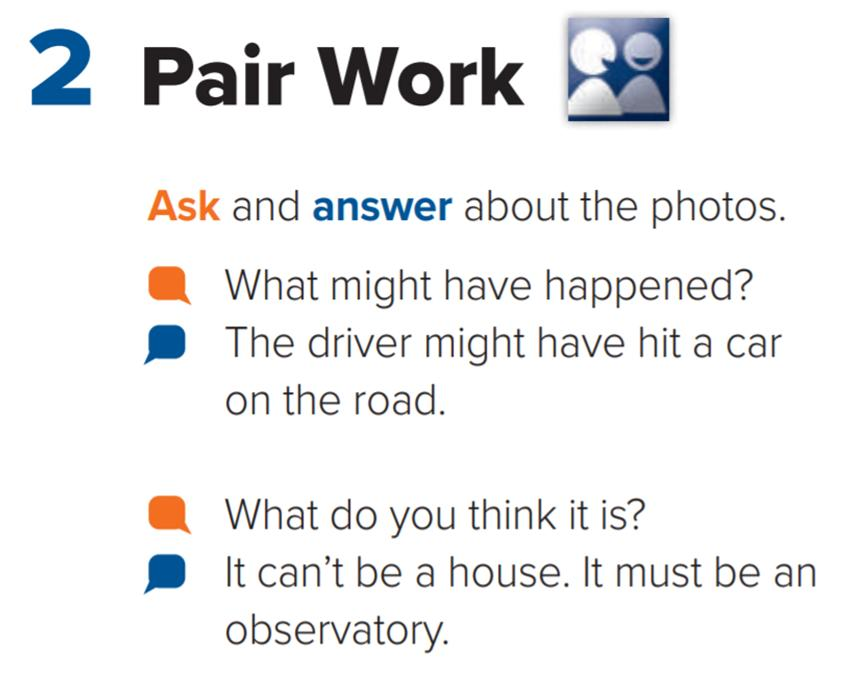 2 Pair Work
Ask and answer about the photos.
What might have happened?
The driver might have hit a car
on the road.
What do you think it is?
It can’t be a house. It must be an
observatory.